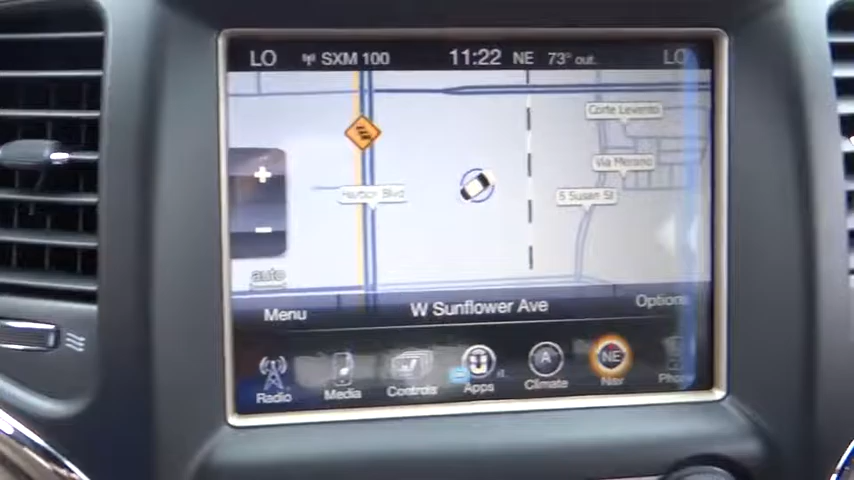 LO SXM 100 11:22 NE 73° out. LO
Corte Levento
Via Merano
Harbor Blvd
S Susan St
auto
Menu W Sunflower Ave Options
NE
A
Radio Media Controls Apps Climate Nav Phone